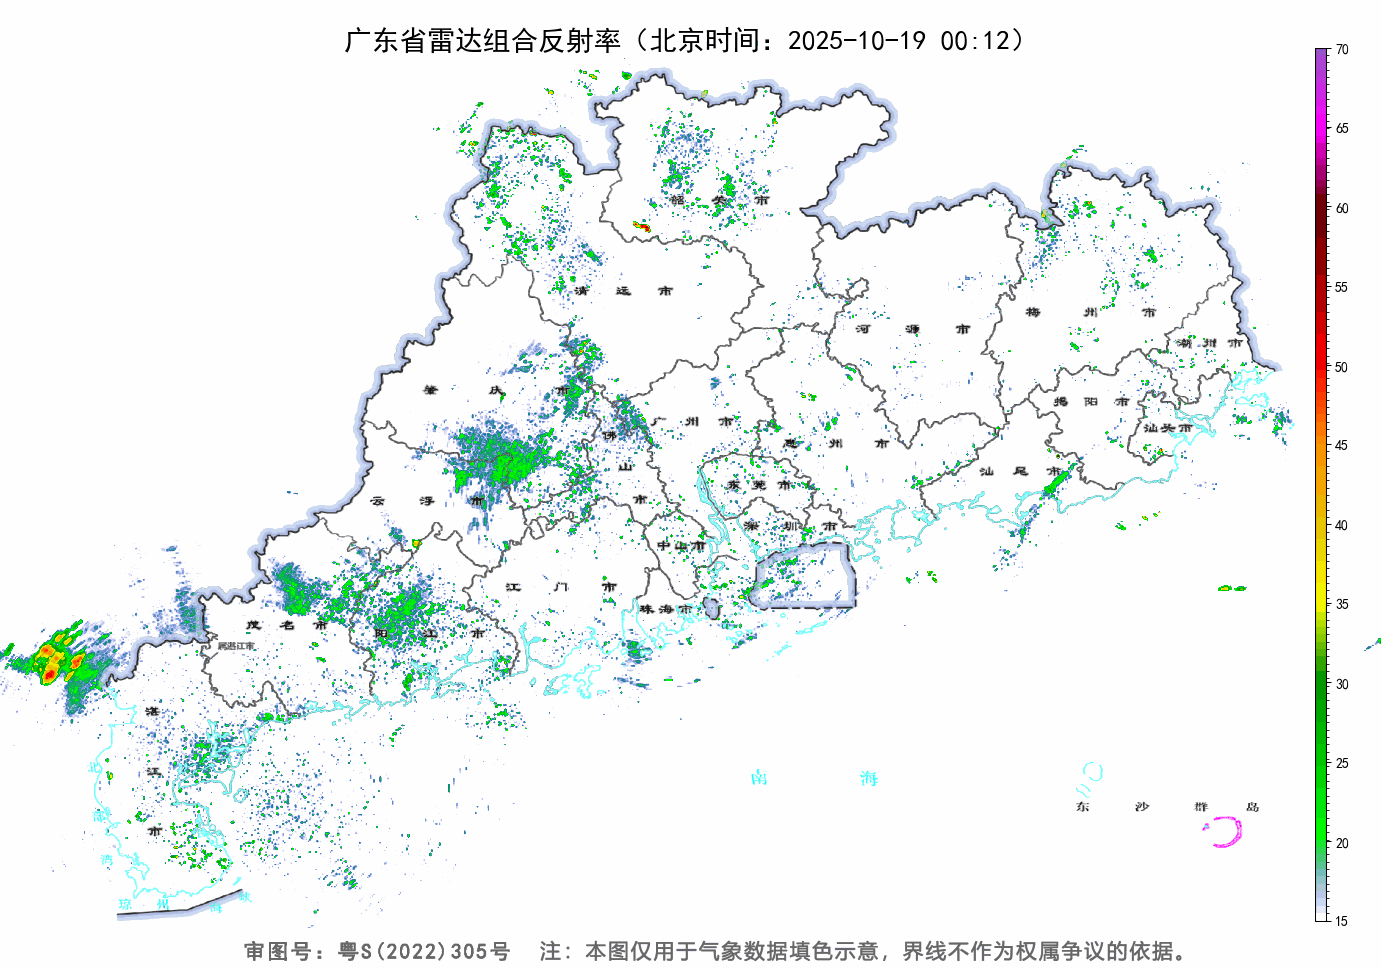 广东省雷达组合反射率（北京时间：2025-10-19 00:12）
70
65
60
55
50
45
40
35
30
25
20
15
韶关市
清远市
河源市
梅州市
潮州市
肇庆市
广州市
惠州市
揭阳市
汕头市
佛山市
云浮市
东莞市
汕尾市
深圳市
中山市
江门市
珠海市
茂名市
阳江市
属湛江市
湛江市
北部湾
南海
东沙群岛
琼州海峡
审图号：粤S(2022)305号 注：本图仅用于气象数据填色示意，界线不作为权属争议的依据。